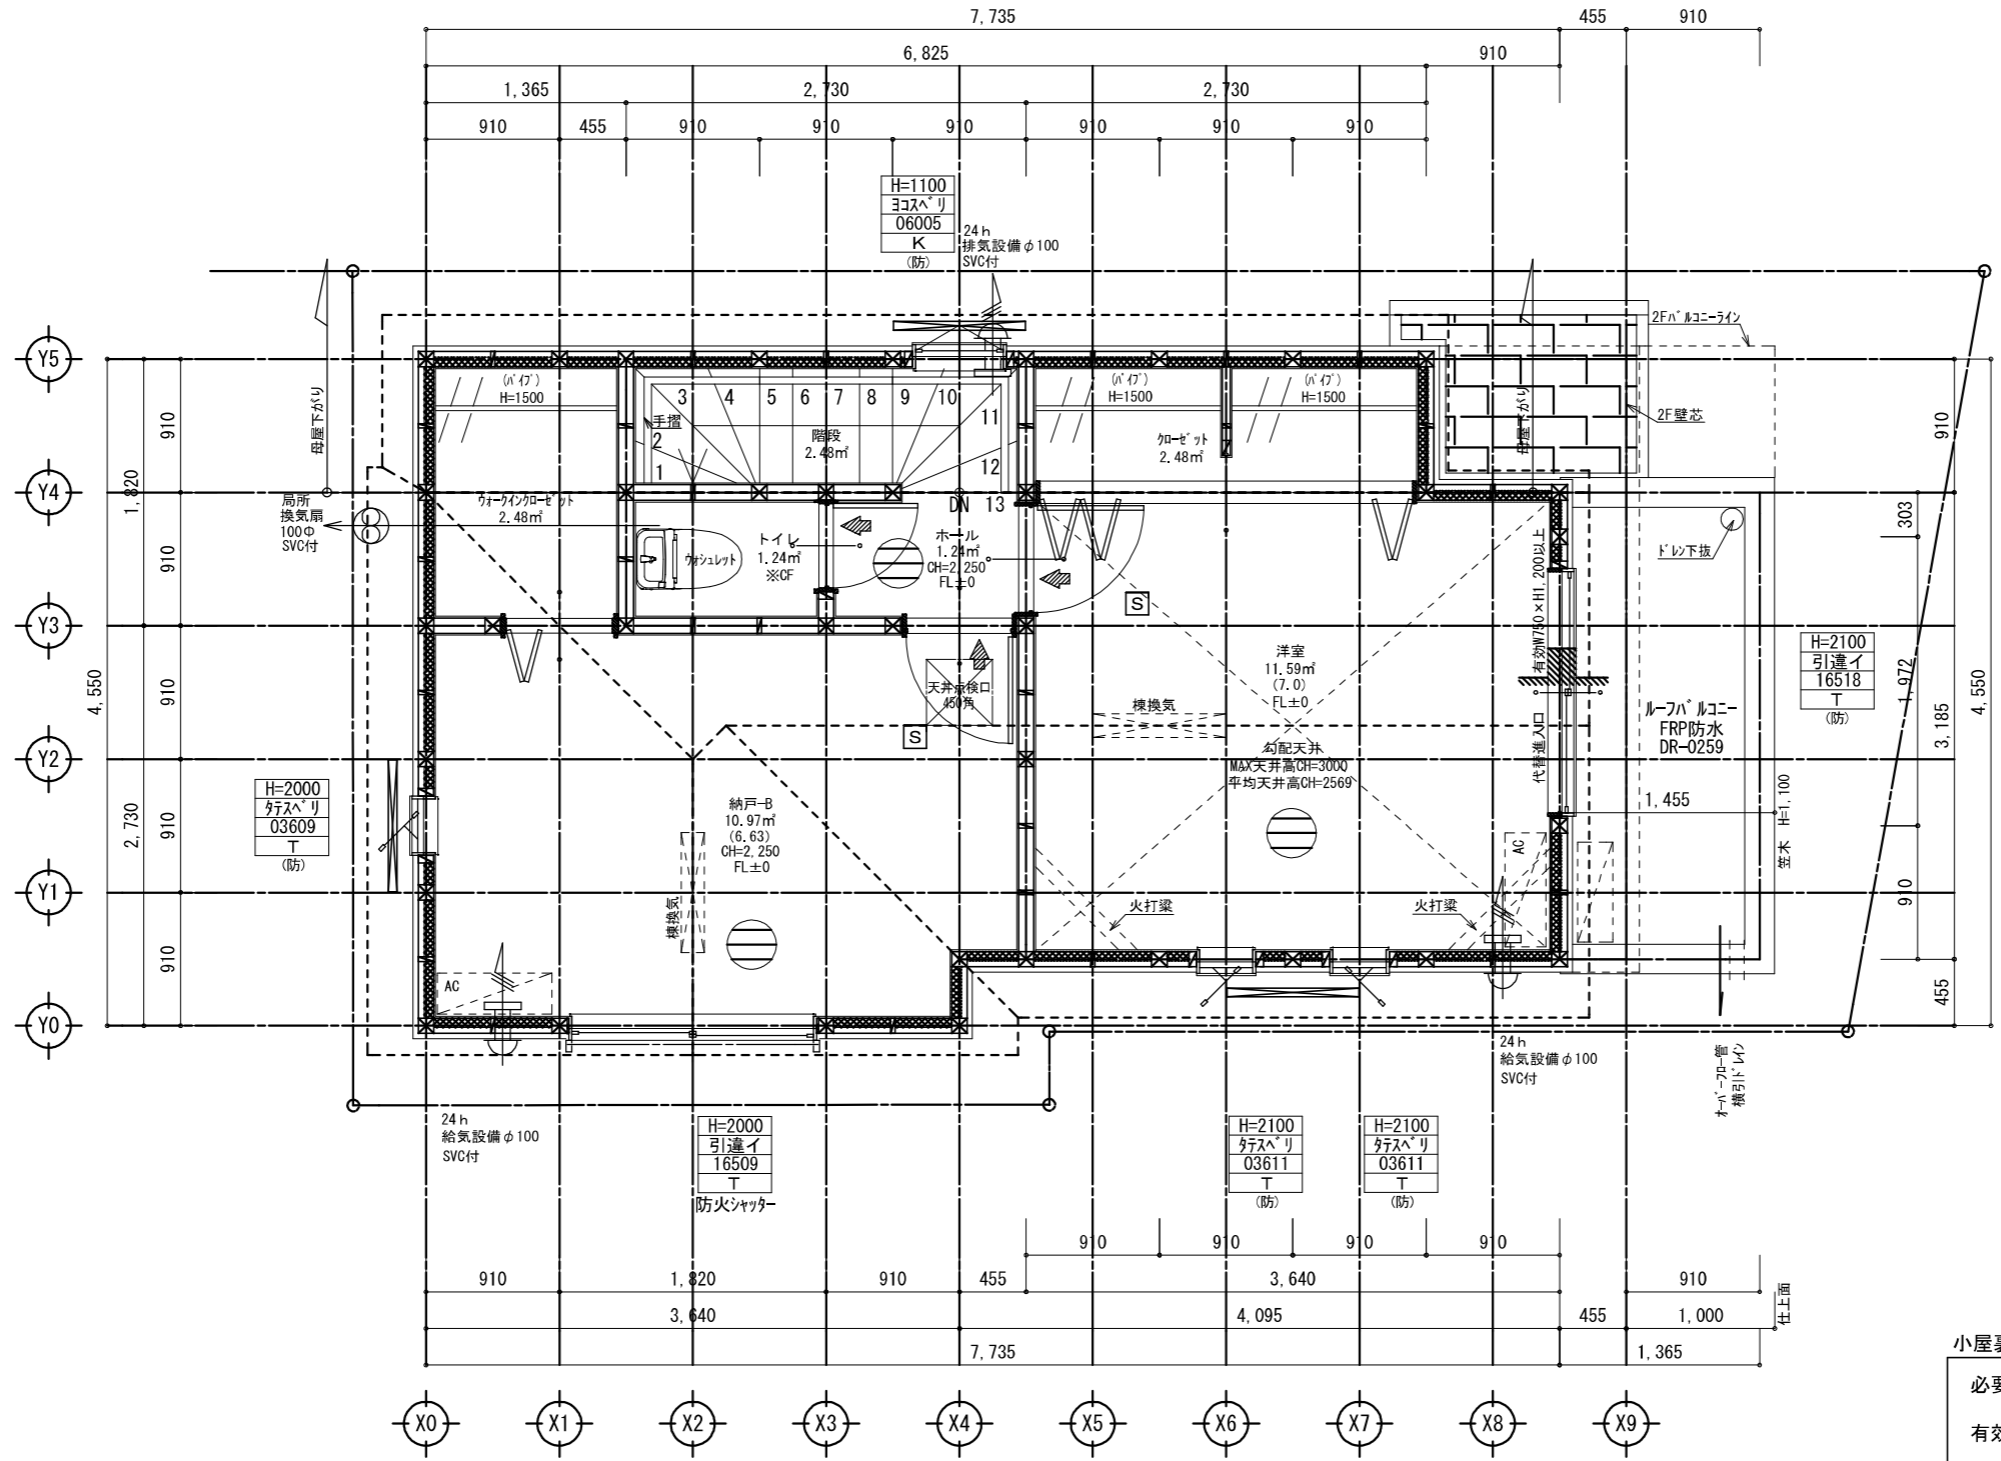 7,735
455
910
6,825
910
1,365
2,730
2,730
910
455
910
910
910
910
910
910
H=1100
ﾖｺｽﾍﾞﾘ
06005
K
(防)
24h
排気設備φ100
SVC付
2Fﾊﾞﾙｺﾆｰﾗｲﾝ
2F壁芯
母屋下がり
母屋下がり
Y5
Y4
Y3
Y2
Y1
Y0
910
910
910
910
910
1,820
2,730
4,550
(ﾊﾟｲﾌﾟ)
H=1500
(ﾊﾟｲﾌﾟ)
H=1500
(ﾊﾟｲﾌﾟ)
H=1500
手摺
1
2
3
4
5
6
7
8
9
10
11
12
13
DN
階段
2.48㎡
ｸﾛｰｾﾞｯﾄ
2.48㎡
ｳｫｰｸｲﾝｸﾛｰｾﾞｯﾄ
2.48㎡
局所
換気扇
100Φ
SVC付
ｳｫｼｭﾚｯﾄ
トイレ
1.24㎡
※CF
ホール
1.24㎡
CH=2,250
FL±0
S
S
天井点検口
450角
洋室
11.59㎡
(7.0)
FL±0
棟換気
勾配天井
MAX天井高CH=3000
平均天井高CH=2569
代替進入口 有効W750×H1,200以上
ﾄﾞﾚﾝ下抜
ﾙｰﾌﾊﾞﾙｺﾆｰ
FRP防水
DR-0259
1,455
笠木 H=1,100
H=2100
引違イ
16518
T
(防)
303
1,972
910
3,185
910
455
4,550
H=2000
ﾀﾃｽﾍﾞﾘ
03609
T
(防)
納戸-B
10.97㎡
(6.63)
CH=2,250
FL±0
棟換気
火打梁
火打梁
AC
AC
24h
給気設備φ100
SVC付
24h
給気設備φ100
SVC付
ｵｰﾊﾞｰﾌﾛｰ管
横引ﾄﾞﾚｲﾝ
H=2000
引違イ
16509
T
防火ｼｬｯﾀｰ
H=2100
ﾀﾃｽﾍﾞﾘ
03611
T
(防)
H=2100
ﾀﾃｽﾍﾞﾘ
03611
T
(防)
910
910
910
910
910
1,820
910
455
3,640
910
3,640
4,095
455
1,000
仕上面
7,735
1,365
X0
X1
X2
X3
X4
X5
X6
X7
X8
X9
小屋裏
必要
有効